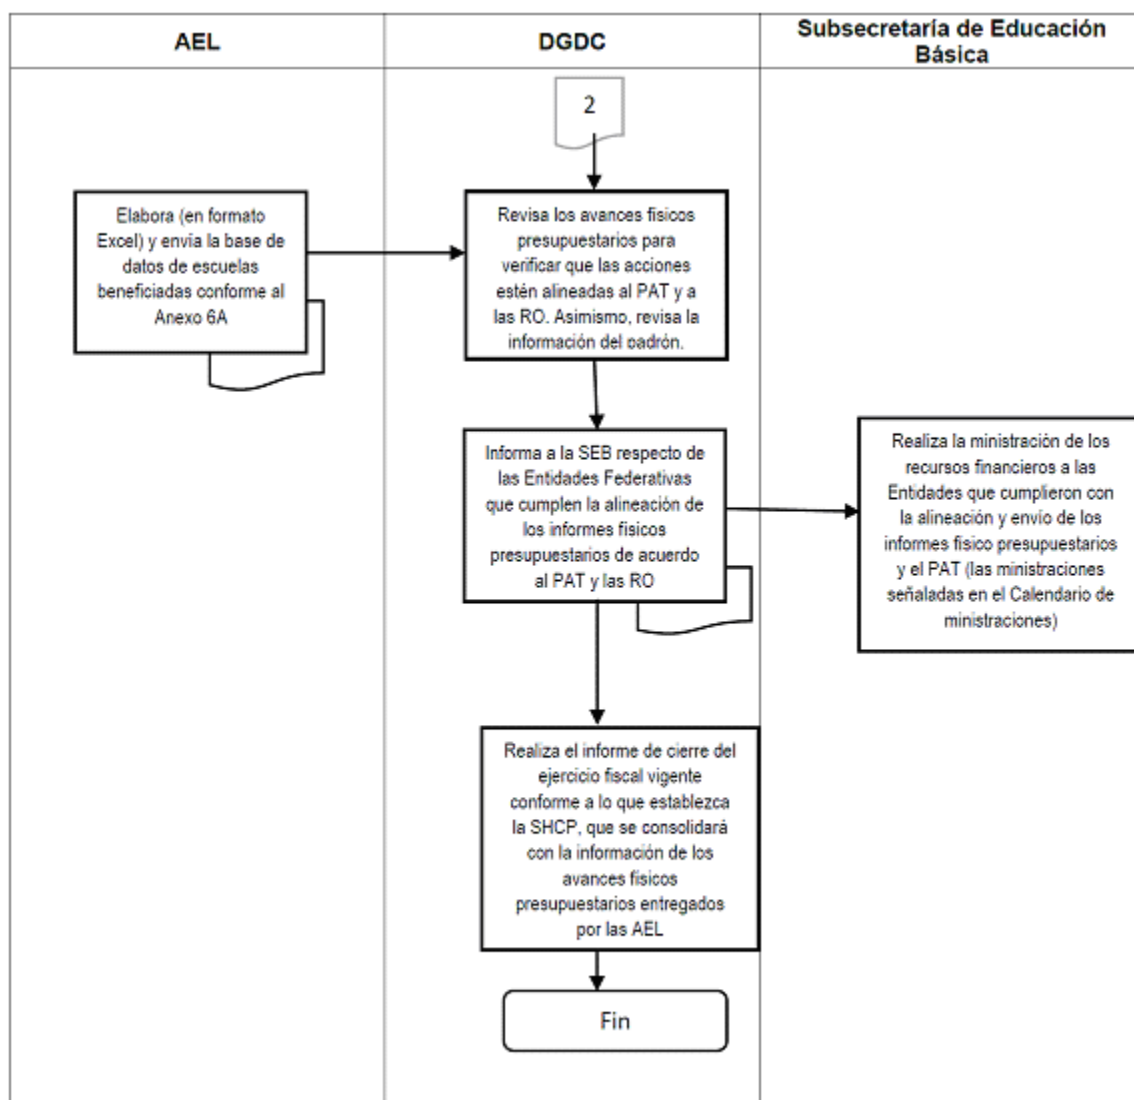 AEL
DGDC
Subsecretaría de Educación
Básica
2
Elabora (en formato
Excel) y envía la base de
datos de escuelas
beneficiadas conforme al
Anexo 6A
Revisa los avances físicos
presupuestarios para
verificar que las acciones
estén alineadas al PAT y a
las RO. Asimismo, revisa la
información del padrón.
Informa a la SEB respecto de
las Entidades Federativas
que cumplen la alineación de
los informes físicos
presupuestarios de acuerdo
al PAT y las RO
Realiza la ministración de los
recursos financieros a las
Entidades que cumplieron con
la alineación y envío de los
informes físico presupuestarios
y el PAT (las ministraciones
señaladas en el Calendario de
ministraciones)
Realiza el informe de cierre del
ejercicio fiscal vigente
conforme a lo que establezca
la SHCP, que se consolidará
con la información de los
avances físicos
presupuestarios entregados
por las AEL
Fin